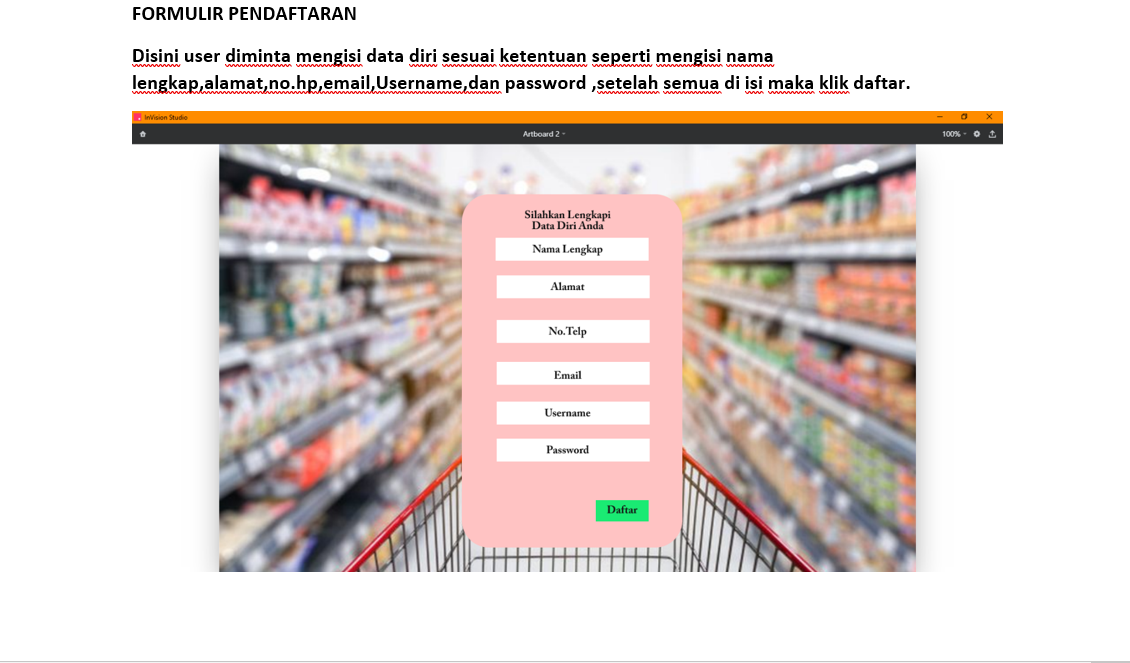 FORMULIR PENDAFTARAN
Disini user diminta mengisi data diri sesuai ketentuan seperti mengisi nama
lengkap,alamat,no.hp,email,Username,dan password ,setelah semua di isi maka klik daftar.
InVision Studio
Artboard 2
100%
Silahkan Lengkapi
Data Diri Anda
Nama Lengkap
Alamat
No.Telp
Email
Username
Password
Daftar